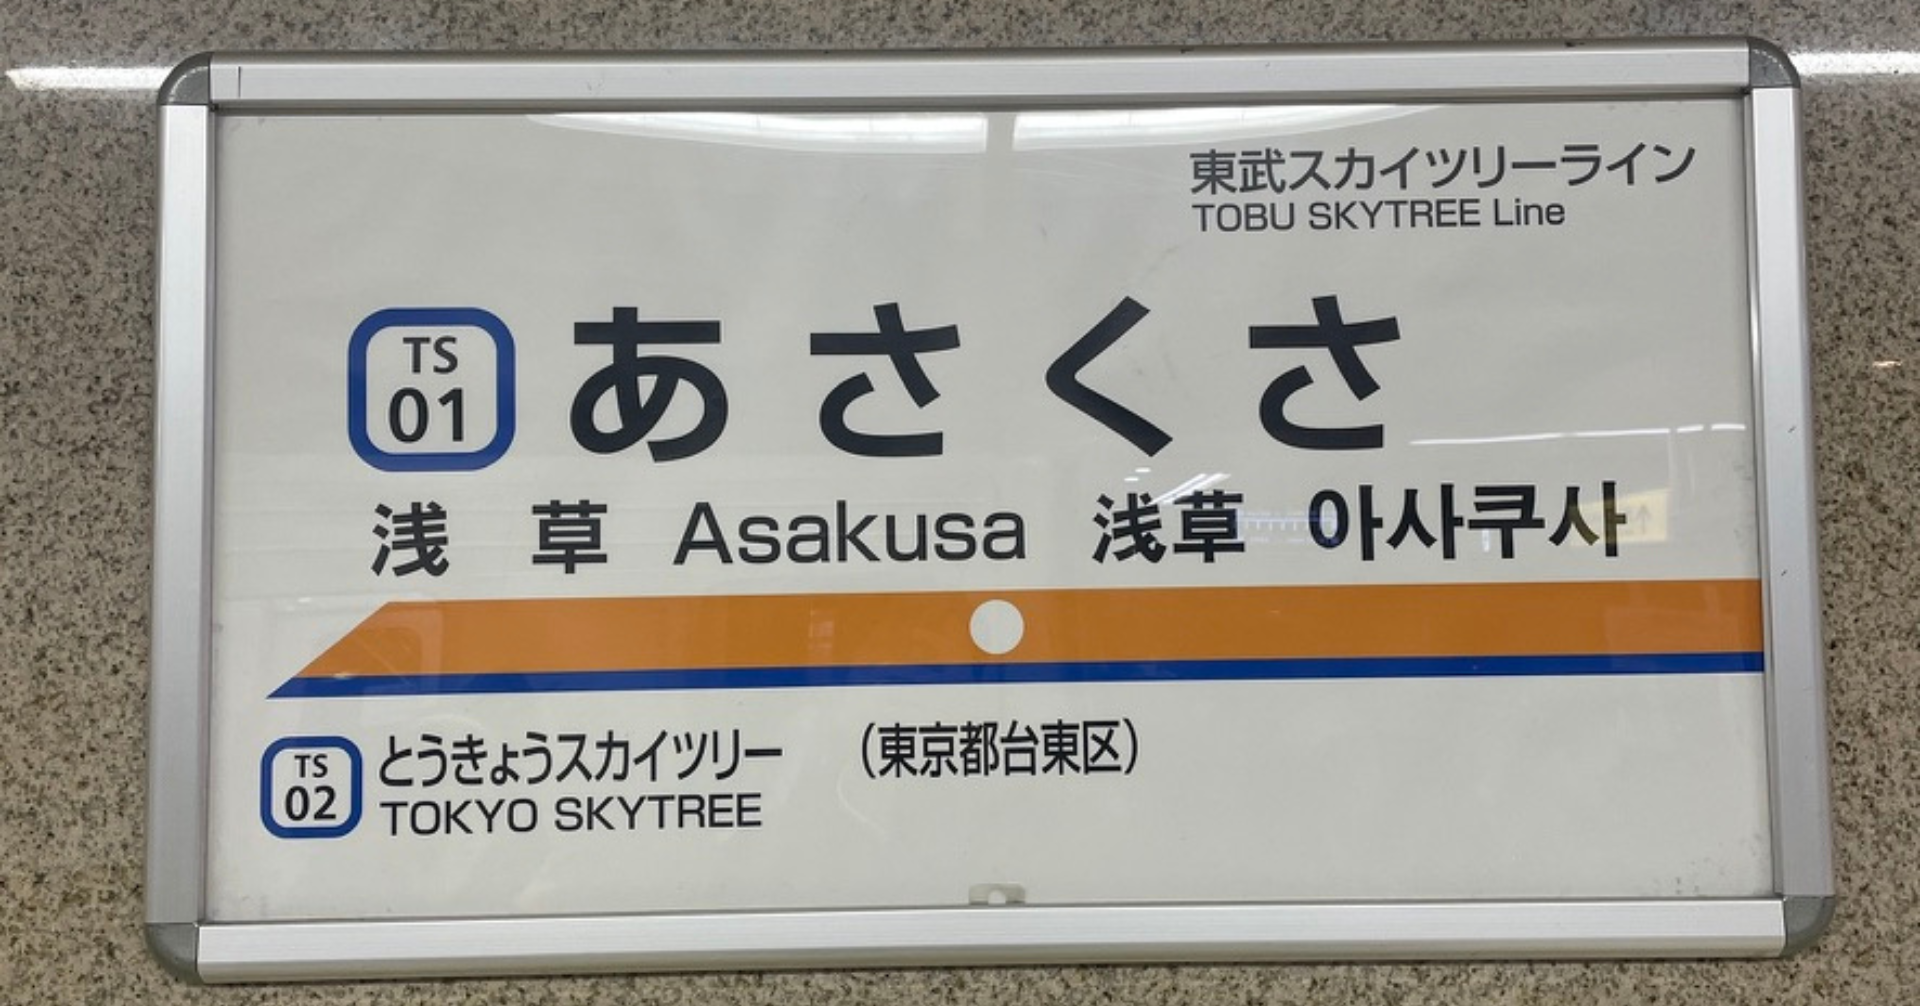 東武スカイツリーライン
TOBU SKYTREE Line
TS
01
あさくさ
浅草 Asakusa 浅草 아사쿠사
TS
02
とうきょうスカイツリー
TOKYO SKYTREE
（東京都台東区）